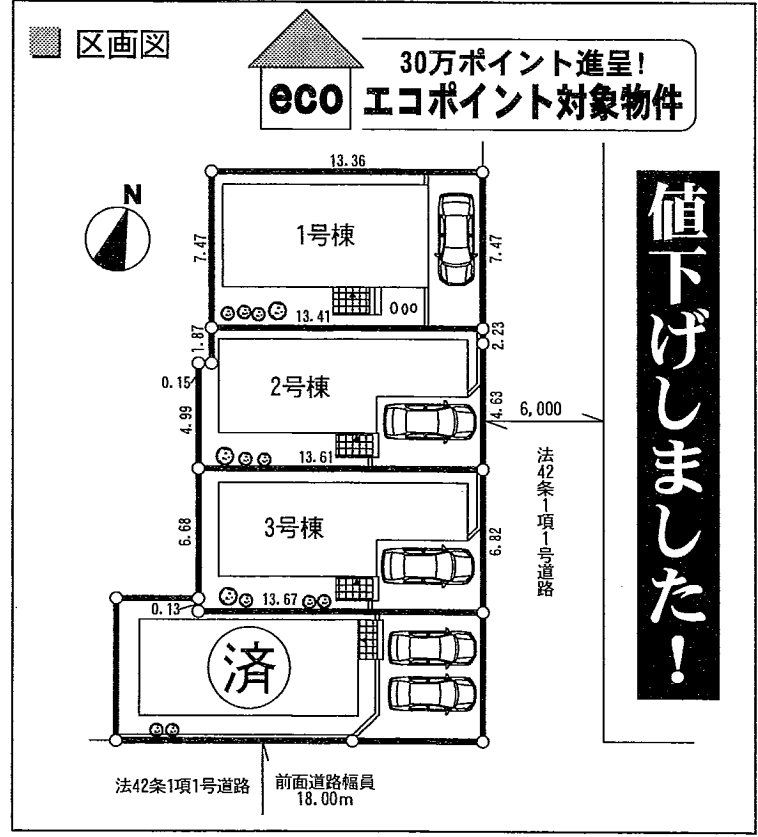 区画図
30万ポイント進呈!
eco エコポイント対象物件
値下げしました!
N
13.36
7.47
1号棟
7.47
13.41
1.87
2.23
0.15
2号棟
4.99
4.63
6,000
13.61
法42条1項1号道路
6.68
3号棟
6.82
0.13
13.67
済
法42条1項1号道路
前面道路幅員
18.00m